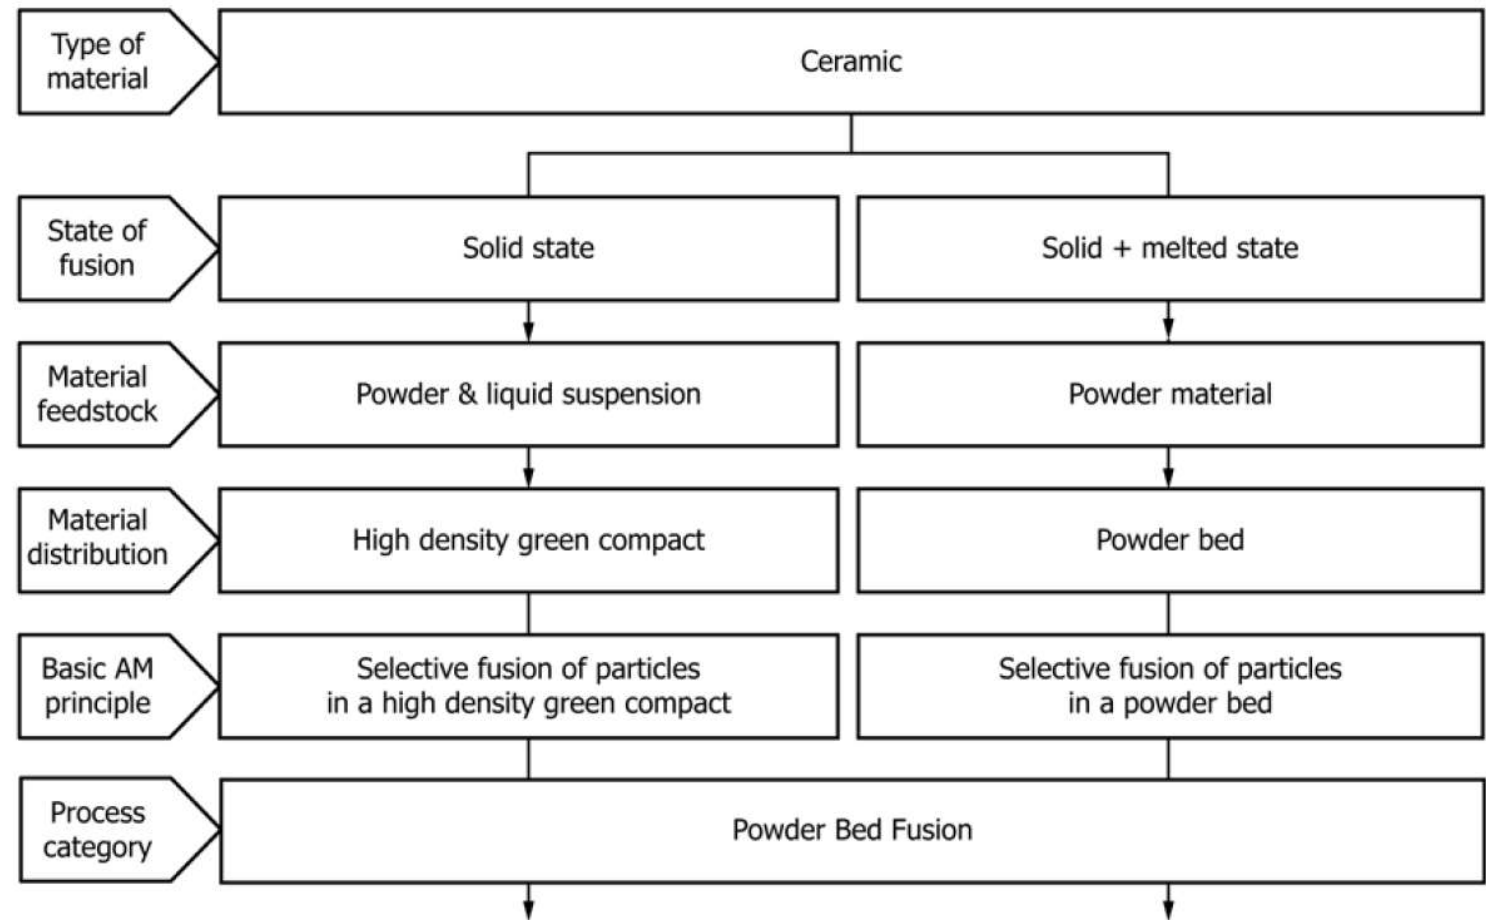 Type of
material
Ceramic
State of
fusion
Solid state
Solid + melted state
Material
feedstock
Powder & liquid suspension
Powder material
Material
distribution
High density green compact
Powder bed
Basic AM
principle
Selective fusion of particles
in a high density green compact
Selective fusion of particles
in a powder bed
Process
category
Powder Bed Fusion